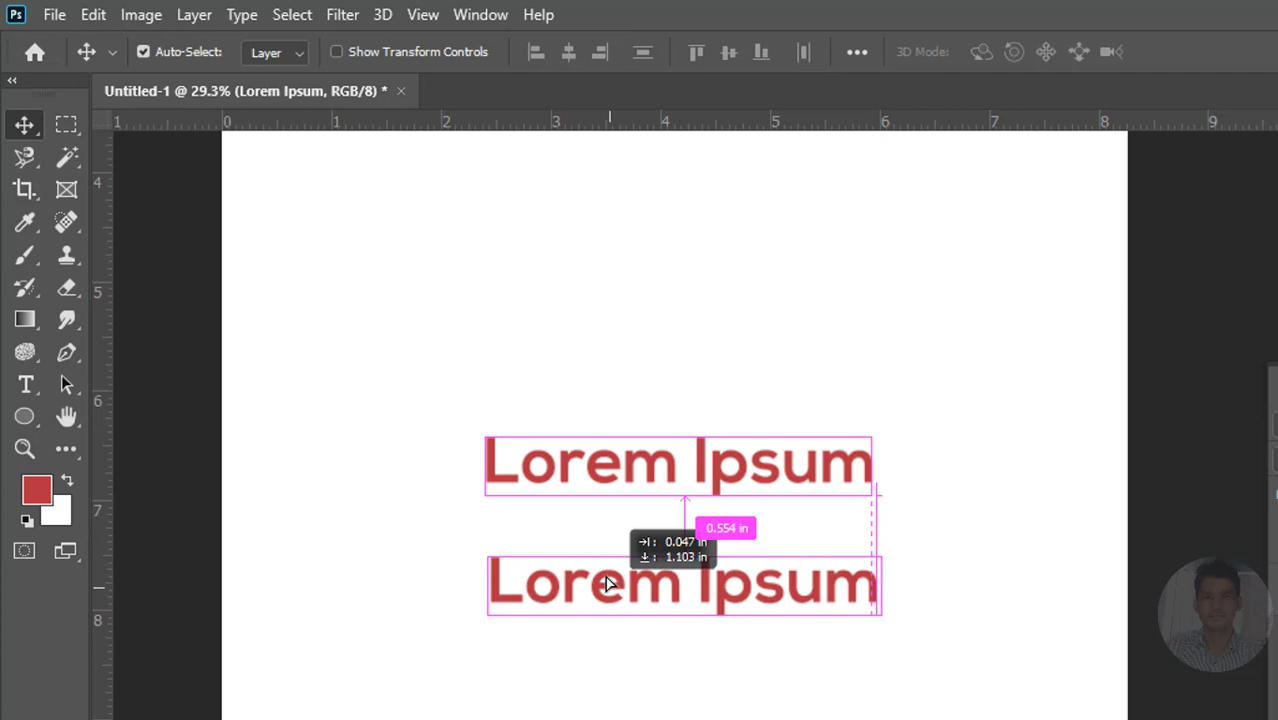 Ps File Edit Image Layer Type Select Filter 3D View Window Help
Auto-Select: Layer Show Transform Controls 3D Mode:
Untitled-1 @ 29.3% (Lorem Ipsum, RGB/8) *
1 0 1 2 3 4 5 6 7 8 9
4
5
6
7
8
Lorem Ipsum
0.554 in
0.047 in
1.103 in
Lorem Ipsum